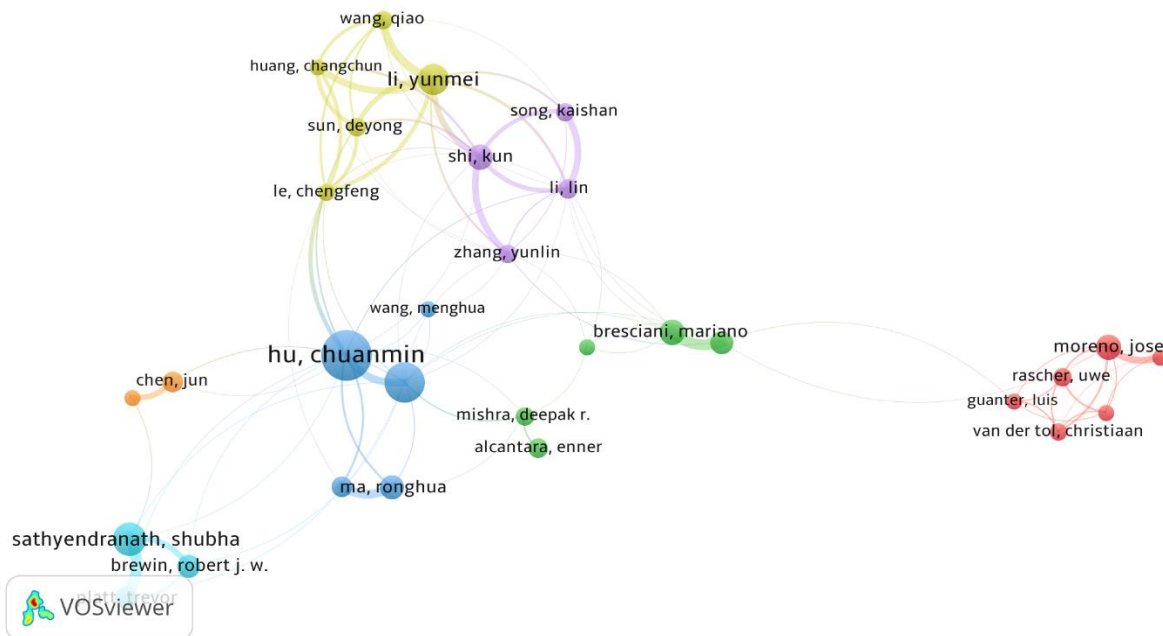 wang, qiao
huang, changchun
li, yunmei
song, kaishan
sun, deyong
shi, kun
li, lin
le, chengfeng
zhang, yunlin
wang, menghua
bresciani, mariano
hu, chuanmin
moreno, jose
rascher, uwe
chen, jun
guanter, luis
mishra, deepak r.
van der tol, christiaan
alcantara, enner
ma, ronghua
sathyendranath, shubha
brewin, robert j. w.
platt, trevor
VOSviewer